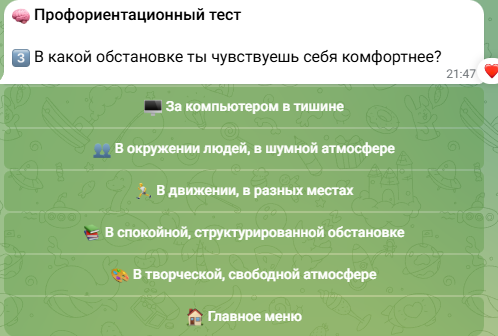 🧠 Профориентационный тест
3️⃣ В какой обстановке ты чувствуешь себя комфортнее?
21:47
🖥️ За компьютером в тишине
👥 В окружении людей, в шумной атмосфере
🏃 В движении, в разных местах
📚 В спокойной, структурированной обстановке
🎨 В творческой, свободной атмосфере
🏠 Главное меню